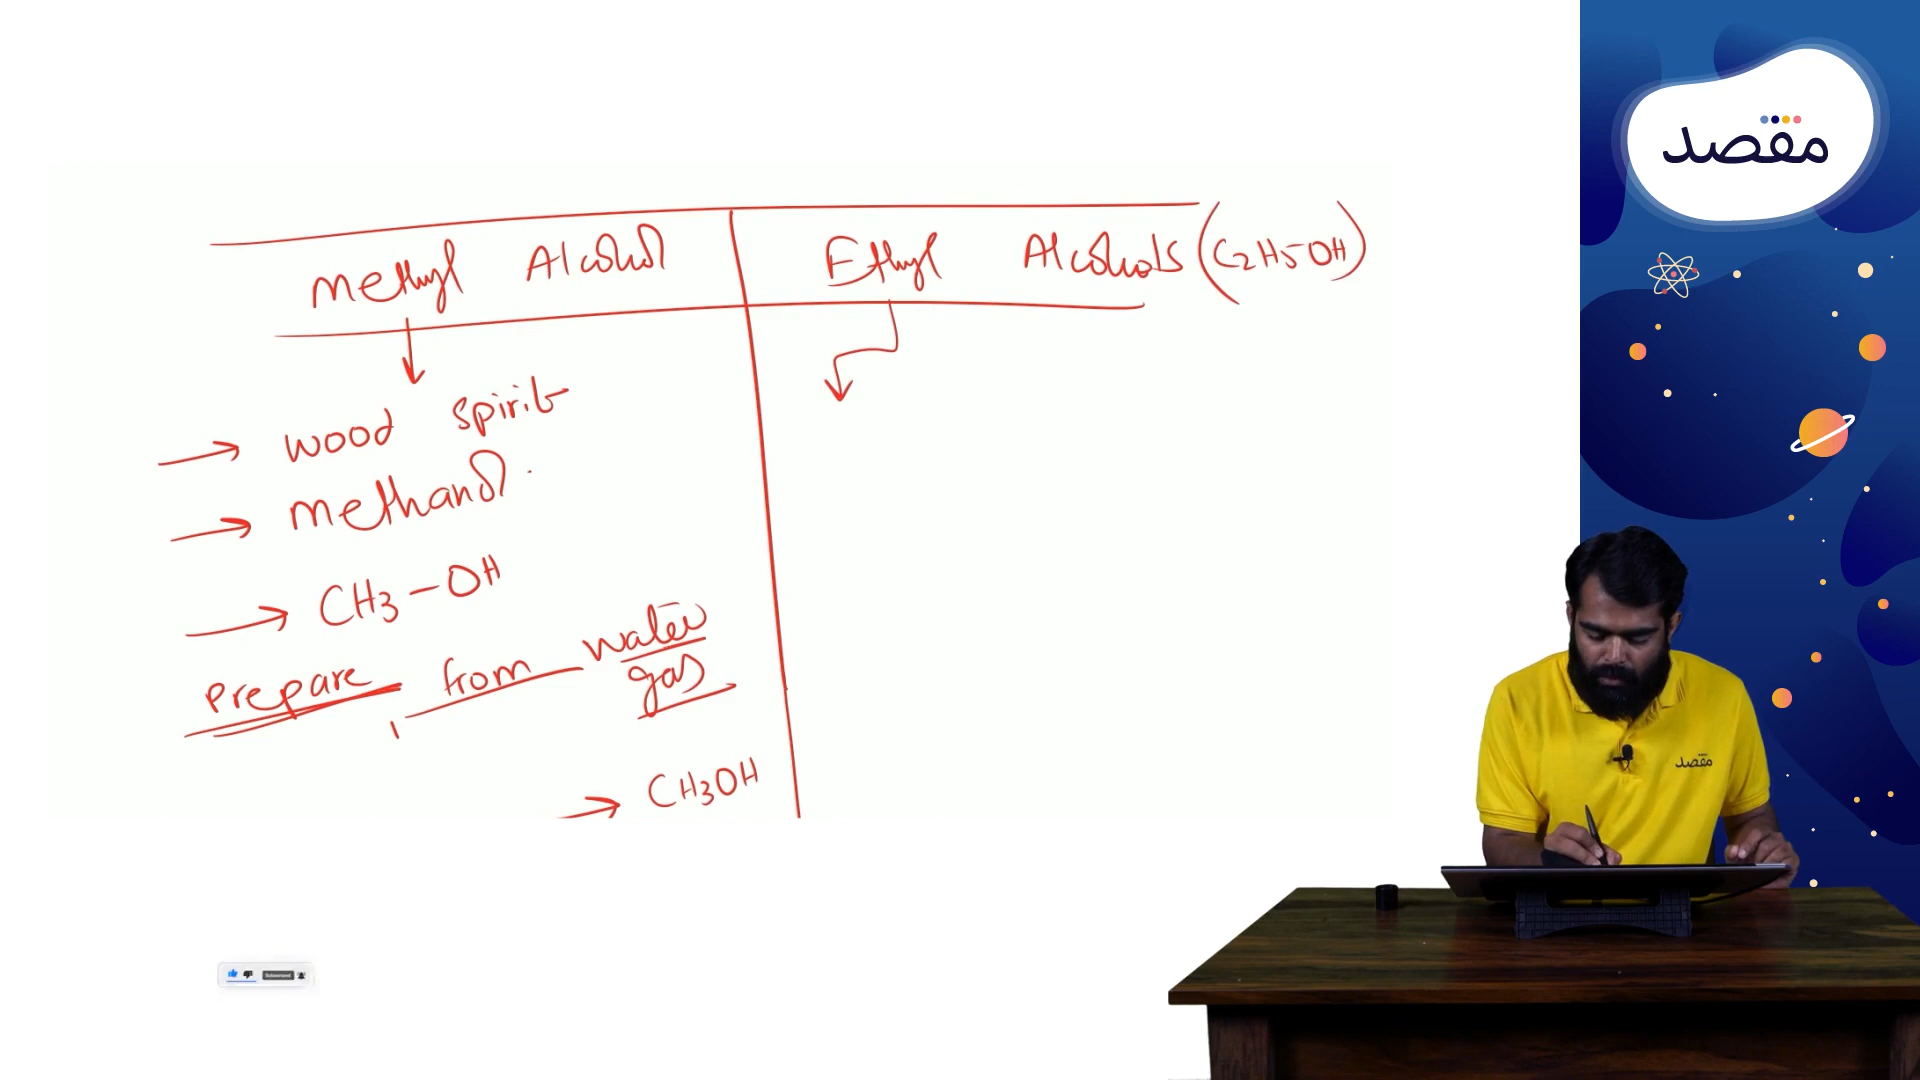 مقصد
Methyl Alcohol
Ethyl Alcohols (C2H5OH)
wood spirit
methanol
CH3-OH
prepare from water
gas
CH3OH
مقصد